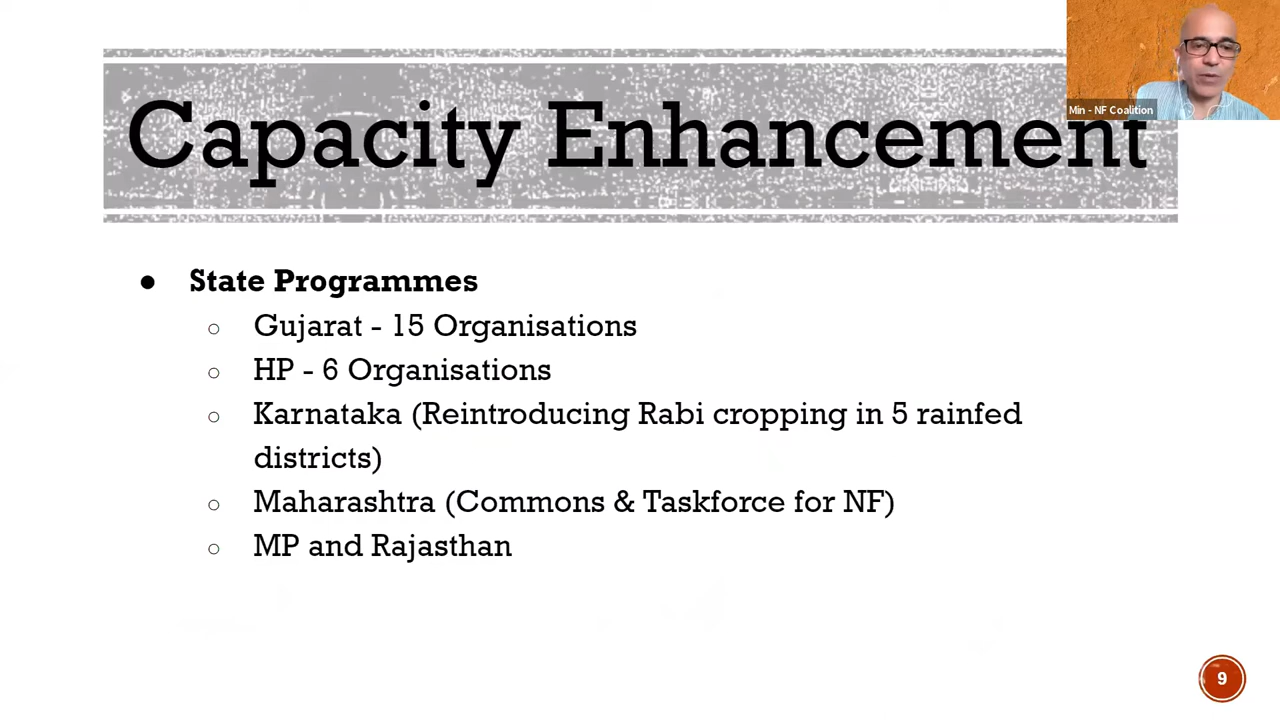 Capacity Enhancement
Min - NF Coalition
● State Programmes
○ Gujarat - 15 Organisations
○ HP - 6 Organisations
○ Karnataka (Reintroducing Rabi cropping in 5 rainfed
districts)
○ Maharashtra (Commons & Taskforce for NF)
○ MP and Rajasthan
9